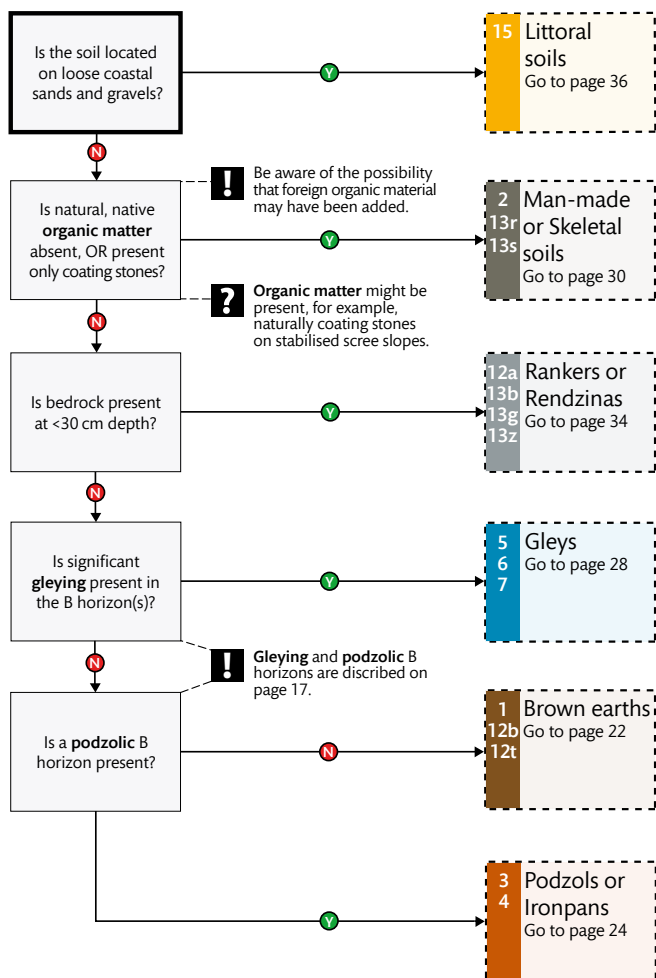 Is the soil located
on loose coastal
sands and gravels?
Y
15
Littoral
soils
Go to page 36
N
! Be aware of the possibility
that foreign organic material
may have been added.
Is natural, native
organic matter
absent, OR present
only coating stones?
Y
2
13r
13s
Man-made
or Skeletal
soils
Go to page 30
? Organic matter might be
present, for example,
naturally coating stones
on stabilised scree slopes.
N
Is bedrock present
at <30 cm depth?
Y
12a
13b
13g
13z
Rankers or
Rendzinas
Go to page 34
N
Is significant
gleying present in
the B horizon(s)?
Y
5
6
7
Gleys
Go to page 28
N
! Gleying and podzolic B
horizons are discribed on
page 17.
Is a podzolic B
horizon present?
N
1
12b
12t
Brown earths
Go to page 22
Y
3
4
Podzols or
Ironpans
Go to page 24